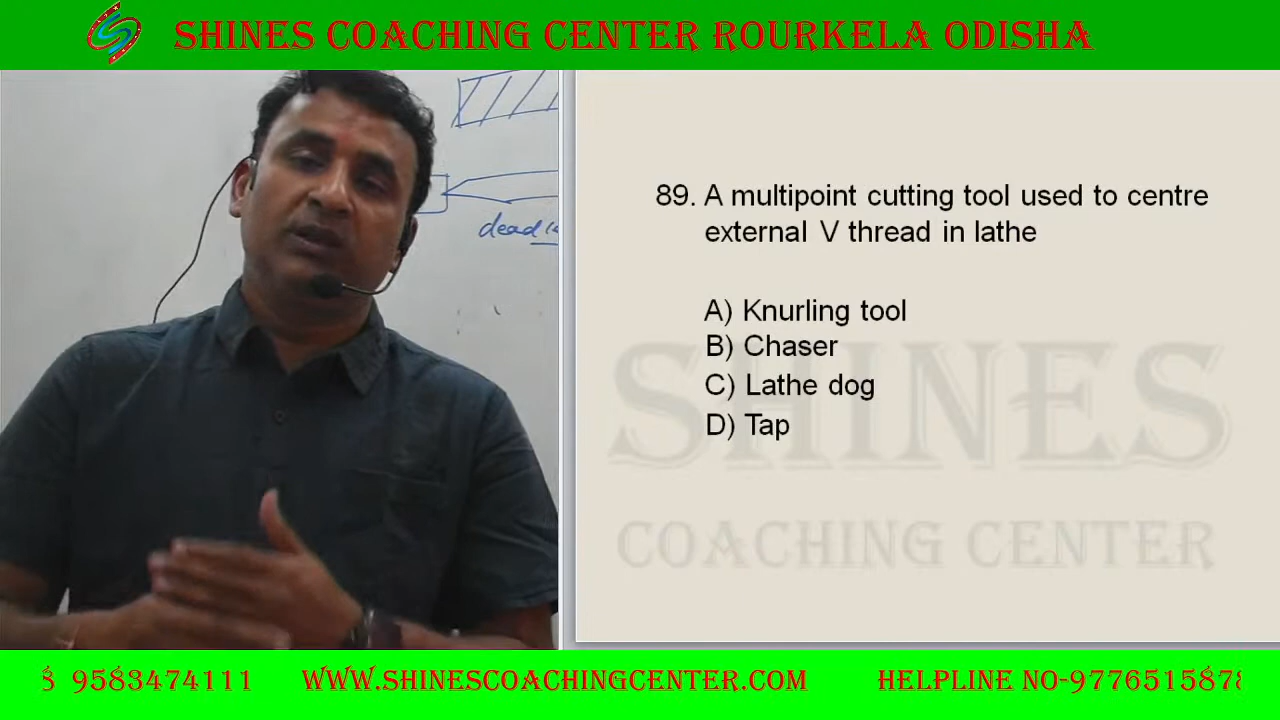 SHINES COACHING CENTER ROURKELA ODISHA
dead
89. A multipoint cutting tool used to centre
external V thread in lathe
A) Knurling tool
B) Chaser
C) Lathe dog
D) Tap
SHINES
COACHING CENTER
9583474111 WWW.SHINESCOACHINGCENTER.COM HELPLINE NO-977651587